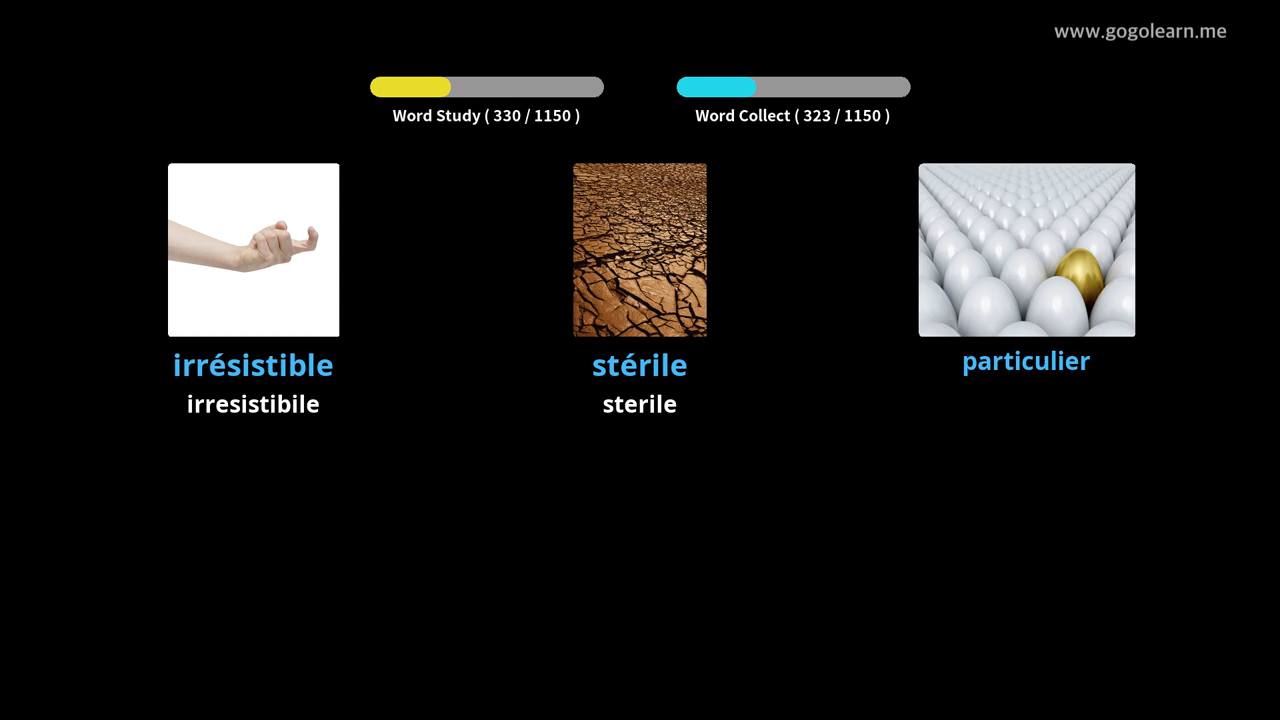 www.gogolearn.me
Word Study ( 330 / 1150 )
Word Collect ( 323 / 1150 )
irrésistible
irresistibile
stérile
sterile
particulier